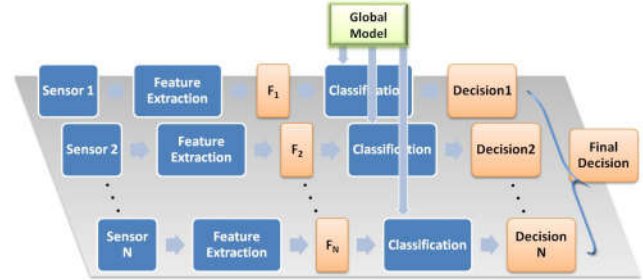 Global
Model
Sensor 1
Feature
Extraction
F1
Classification
Decision1
Sensor 2
Feature
Extraction
F2
Classification
Decision2
Final
Decision
Sensor
N
Feature
Extraction
FN
Classification
Decision
N